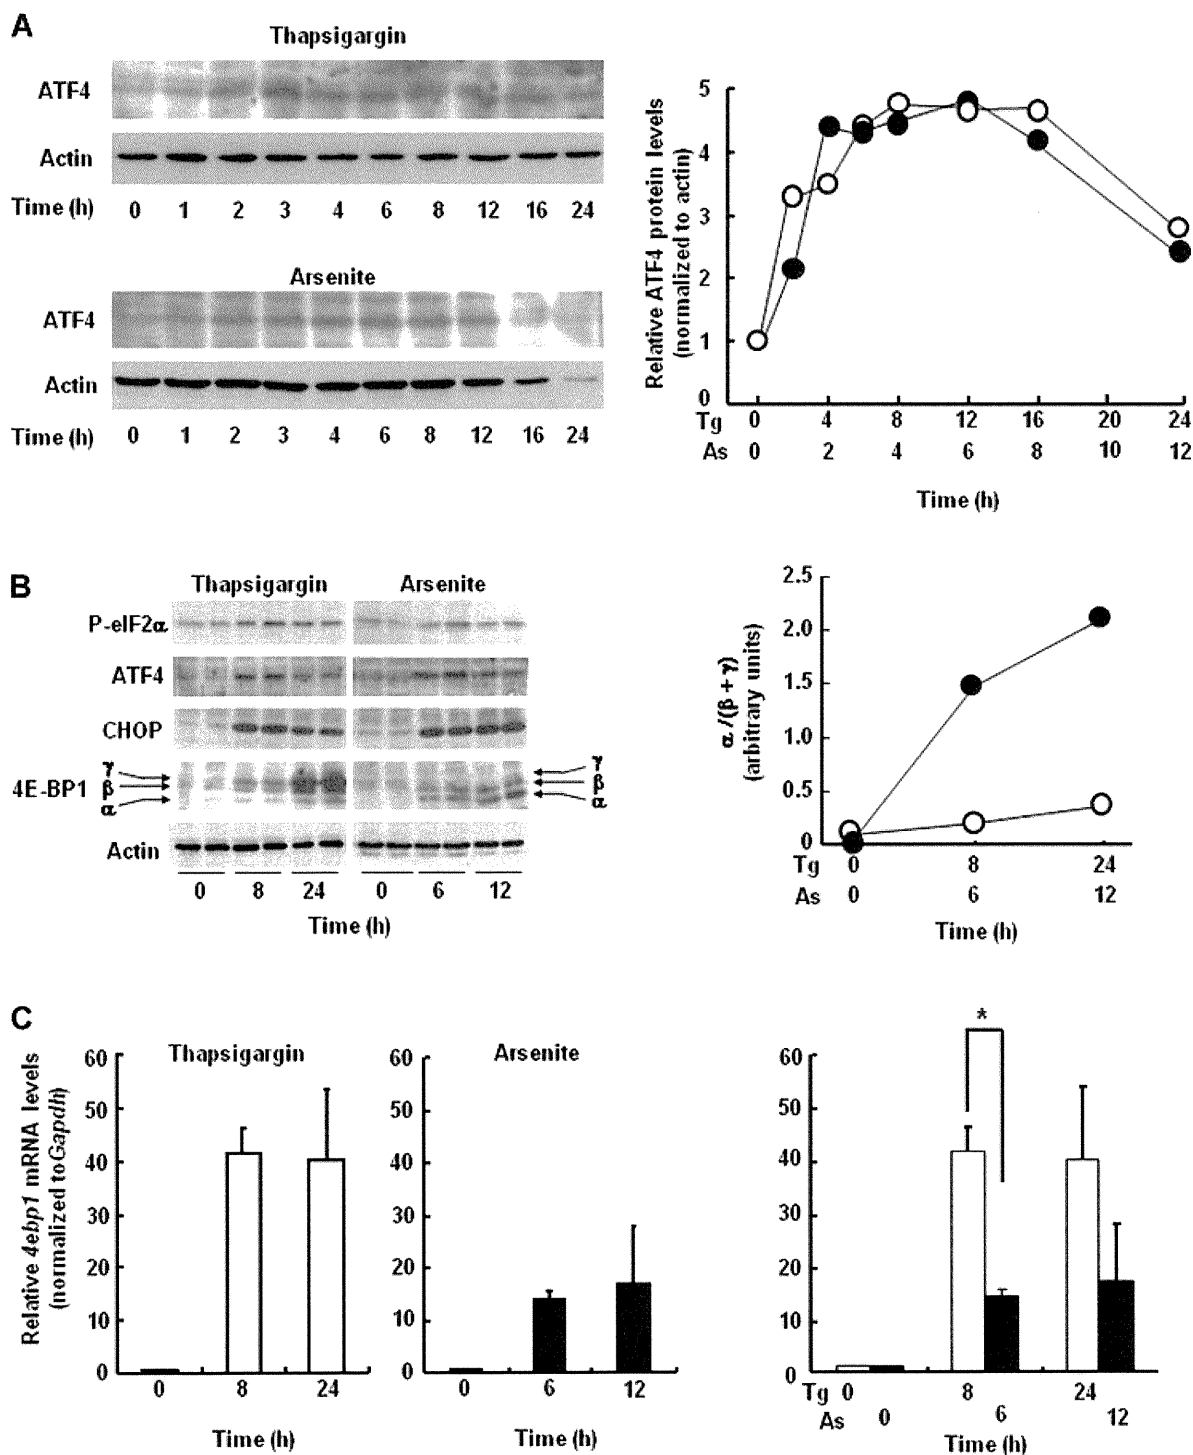 A
Thapsigargin
ATF4
Actin
Time (h) 0 1 2 3 4 6 8 12 16 24
Arsenite
ATF4
Actin
Time (h) 0 1 2 3 4 6 8 12 16 24
Relative ATF4 protein levels
(normalized to actin)
5
4
3
2
1
0
Tg 0 4 8 12 16 20 24
As 0 2 4 6 8 10 12
Time (h)
B
Thapsigargin Arsenite
P-eIF2α
ATF4
CHOP
4E-BP1
γ
β
α
γ
β
α
Actin
0 8 24 0 6 12
Time (h)
α/(β + γ)
(arbitrary units)
2.5
2.0
1.5
1.0
0.5
0
Tg 0 8 24
As 0 6 12
Time (h)
C
Relative 4ebp1 mRNA levels
(normalized toGapdh)
Thapsigargin
60
50
40
30
20
10
0
0 8 24
Time (h)
Arsenite
60
50
40
30
20
10
0
0 6 12
Time (h)
*
60
50
40
30
20
10
0
Tg 0 8 24
As 0 6 12
Time (h)